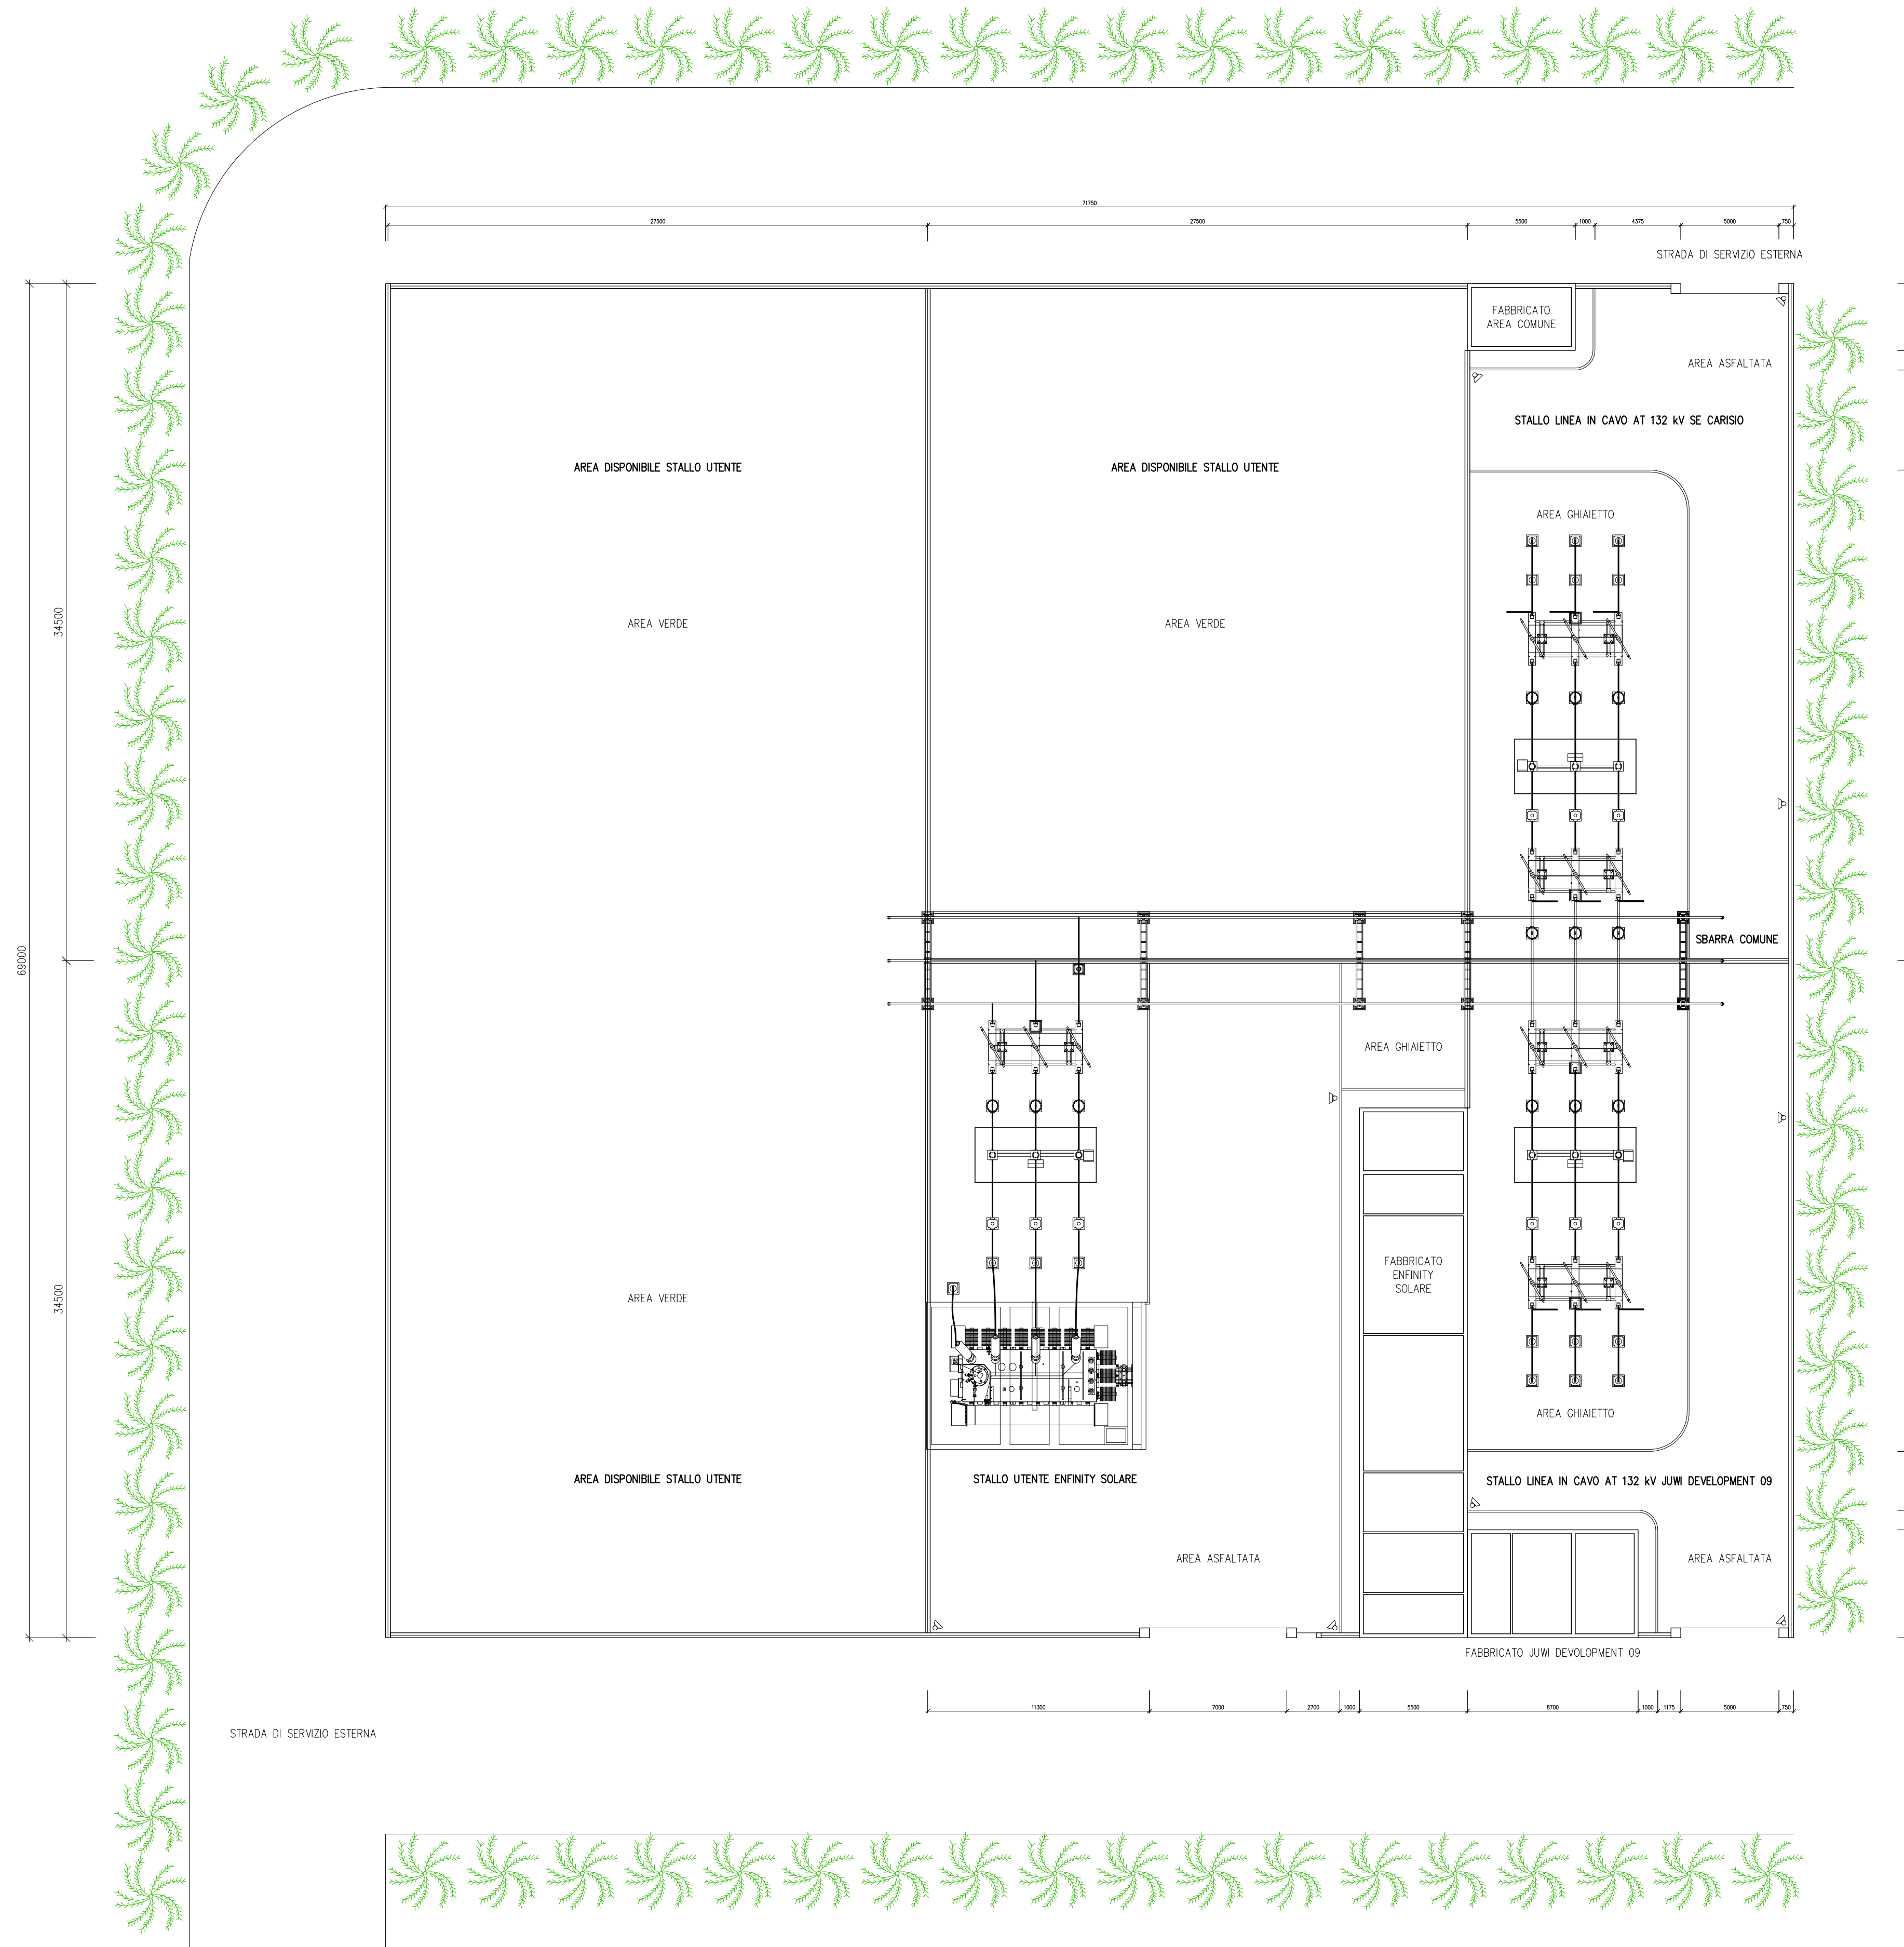 71750
27500
27500
5500
1000
4375
5000
750
STRADA DI SERVIZIO ESTERNA
FABBRICATO
AREA COMUNE
AREA ASFALTATA
STALLO LINEA IN CAVO AT 132 kV SE CARISIO
AREA DISPONIBILE STALLO UTENTE
AREA DISPONIBILE STALLO UTENTE
AREA GHIAIETTO
34500
AREA VERDE
AREA VERDE
69000
SBARRA COMUNE
AREA GHIAIETTO
FABBRICATO
ENFINITY
SOLARE
34500
AREA VERDE
AREA GHIAIETTO
AREA DISPONIBILE STALLO UTENTE
STALLO UTENTE ENFINITY SOLARE
STALLO LINEA IN CAVO AT 132 kV JUWI DEVELOPMENT 09
AREA ASFALTATA
AREA ASFALTATA
FABBRICATO JUWI DEVOLOPMENT 09
11300
7000
2700
1000
5500
8700
1000
1175
5000
750
STRADA DI SERVIZIO ESTERNA